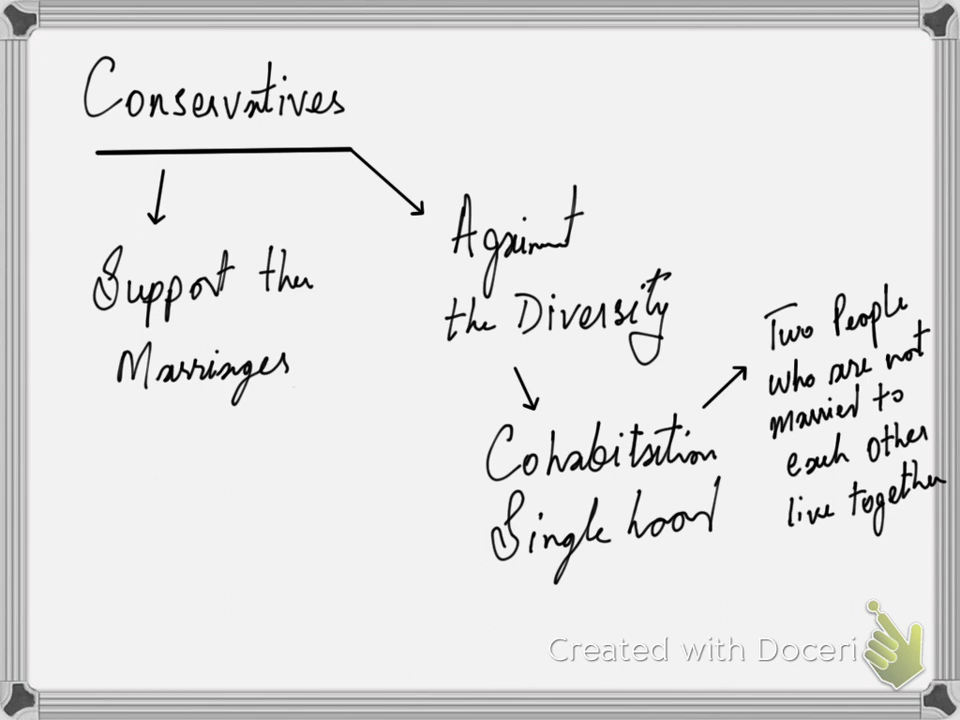 Conservatives
Support the
Marriages
Against
the Diversity
Cohabitation
Single hood
Two People
who are not
married to
each other
live together
Created with Doceri